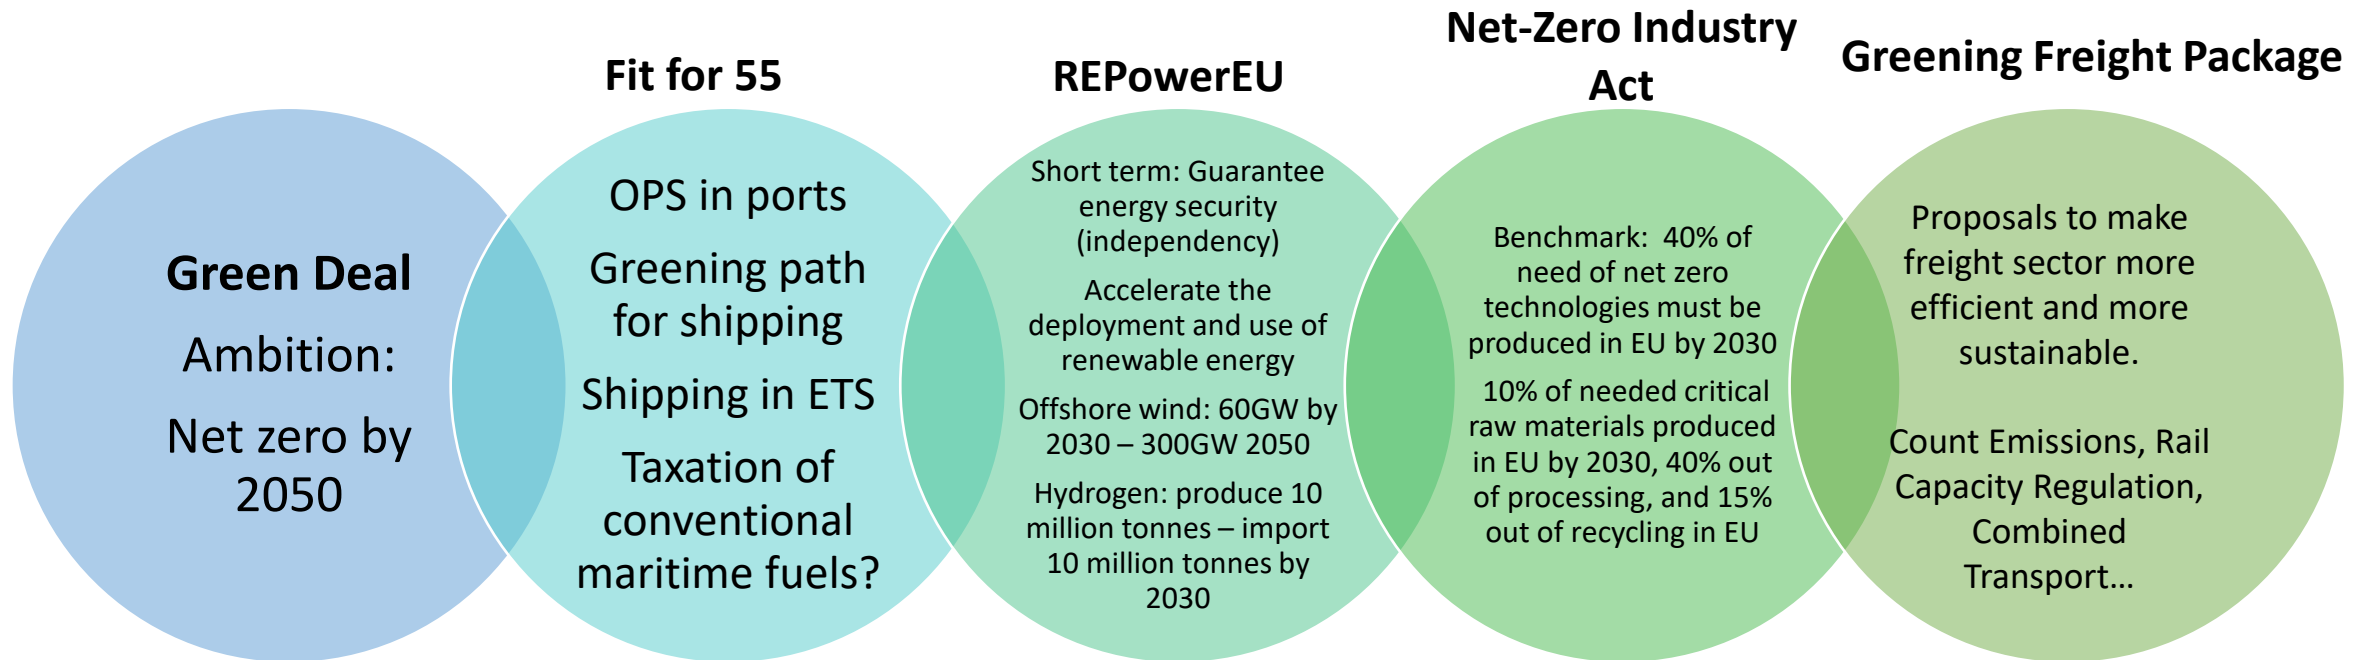 Green Deal
Ambition:
Net zero by
2050
Fit for 55
OPS in ports
Greening path
for shipping
Shipping in ETS
Taxation of
conventional
maritime fuels?
REPowerEU
Short term: Guarantee
energy security
(independency)
Accelerate the
deployment and use of
renewable energy
Offshore wind: 60GW by
2030 – 300GW 2050
Hydrogen: produce 10
million tonnes – import
10 million tonnes by
2030
Net-Zero Industry
Act
Benchmark: 40% of
need of net zero
technologies must be
produced in EU by 2030
10% of needed critical
raw materials produced
in EU by 2030, 40% out
of processing, and 15%
out of recycling in EU
Greening Freight Package
Proposals to make
freight sector more
efficient and more
sustainable.
Count Emissions, Rail
Capacity Regulation,
Combined
Transport…